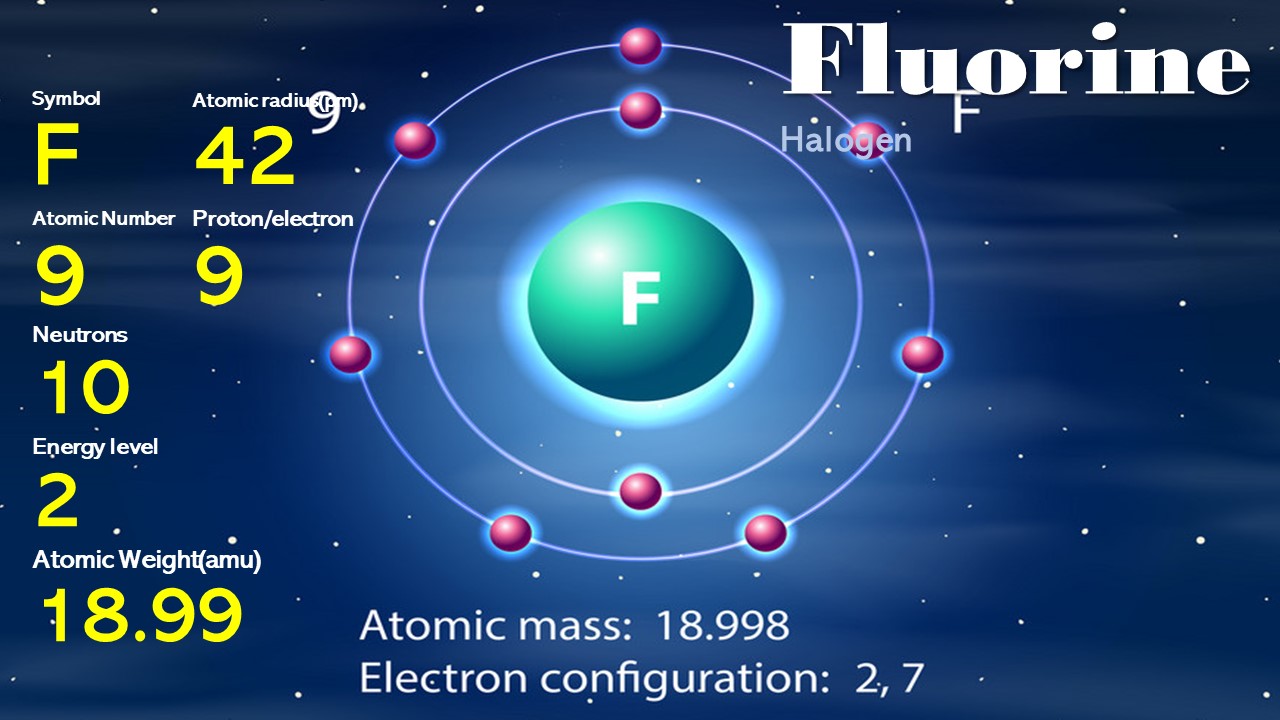 Fluorine
F
Halogen
9
Symbol
F
Atomic radius(pm)
42
Atomic Number
9
Proton/electron
9
Neutrons
10
Energy level
2
Atomic Weight(amu)
18.99
F
Atomic mass: 18.998
Electron configuration: 2, 7